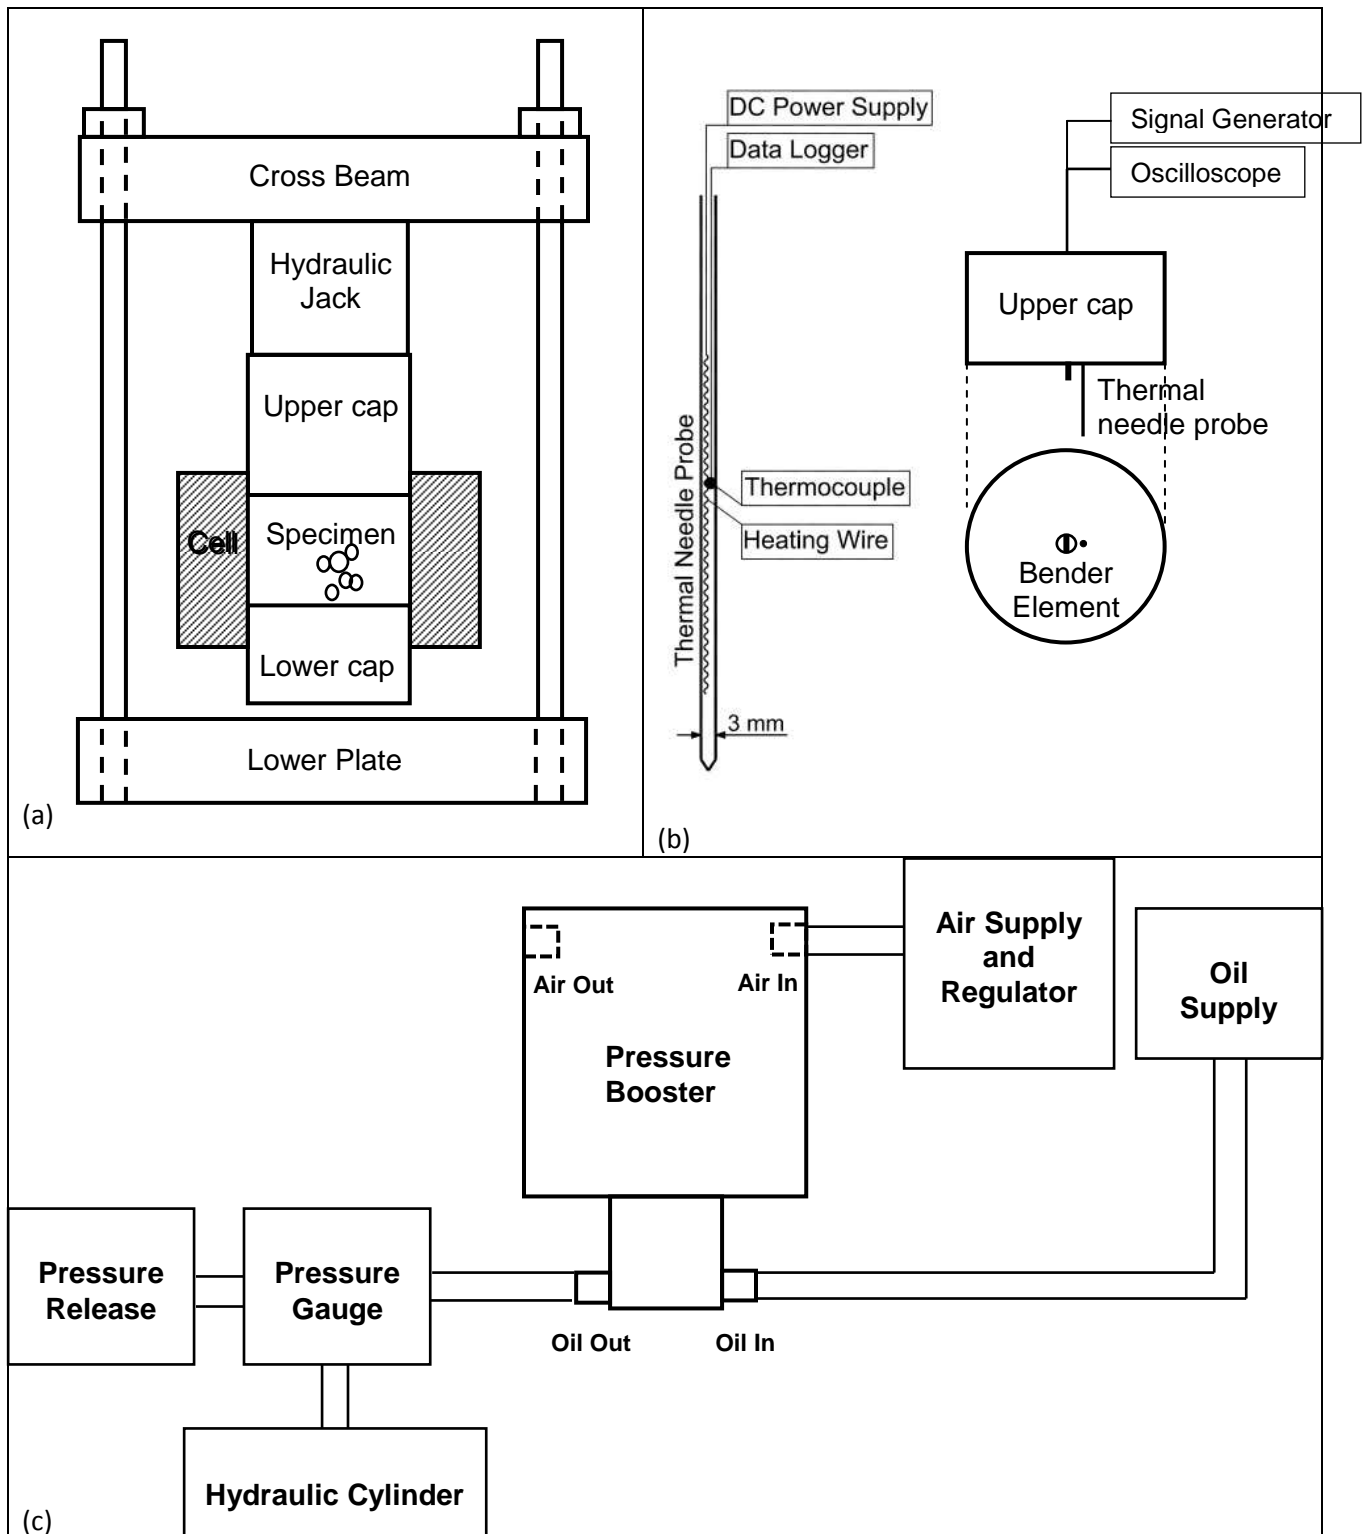 Cross Beam
Hydraulic
Jack
Upper cap
Cell
Specimen
Lower cap
Lower Plate
(a)
DC Power Supply
Data Logger
Thermal Needle Probe
Thermocouple
Heating Wire
3 mm
Signal Generator
Oscilloscope
Upper cap
Thermal
needle probe
Bender
Element
(b)
Air Supply
and
Regulator
Oil
Supply
Air Out
Air In
Pressure
Booster
Pressure
Release
Pressure
Gauge
Oil Out
Oil In
Hydraulic Cylinder
(c)